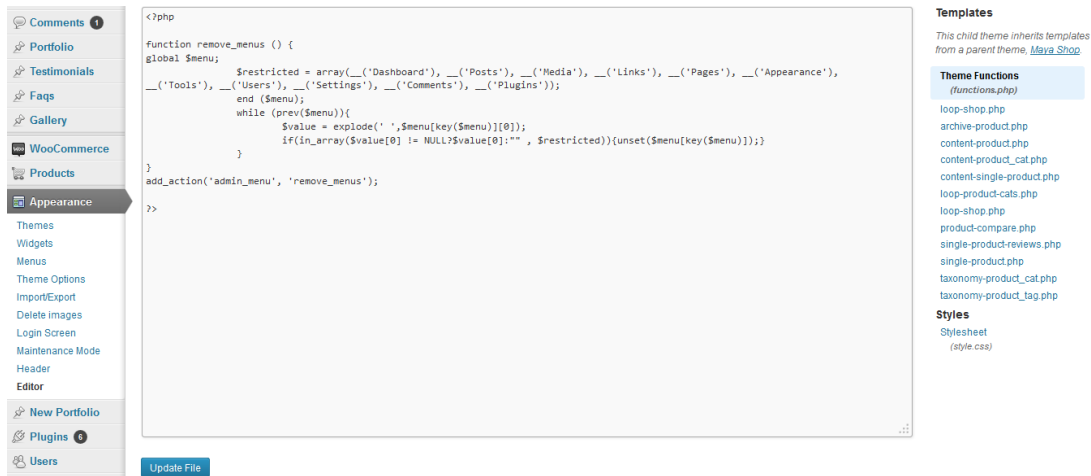 Comments 1
Portfolio
Testimonials
Faqs
Gallery
WooCommerce
Products
Appearance
Themes
Widgets
Menus
Theme Options
Import/Export
Delete images
Login Screen
Maintenance Mode
Header
Editor
New Portfolio
Plugins 6
Users
<?php
function remove_menus () {
global $menu;
$restricted = array(__('Dashboard'), __('Posts'), __('Media'), __('Links'), __('Pages'), __('Appearance'),
__('Tools'), __('Users'), __('Settings'), __('Comments'), __('Plugins'));
end ($menu);
while (prev($menu)){
$value = explode(' ',$menu[key($menu)][0]);
if(in_array($value[0] != NULL?$value[0]:"" , $restricted)){unset($menu[key($menu)]);}
}
}
add_action('admin_menu', 'remove_menus');
?>
Update File
Templates
This child theme inherits templates
from a parent theme, Maya Shop.
Theme Functions
(functions.php)
loop-shop.php
archive-product.php
content-product.php
content-product_cat.php
content-single-product.php
loop-product-cats.php
loop-shop.php
product-compare.php
single-product-reviews.php
single-product.php
taxonomy-product_cat.php
taxonomy-product_tag.php
Styles
Stylesheet
(style.css)